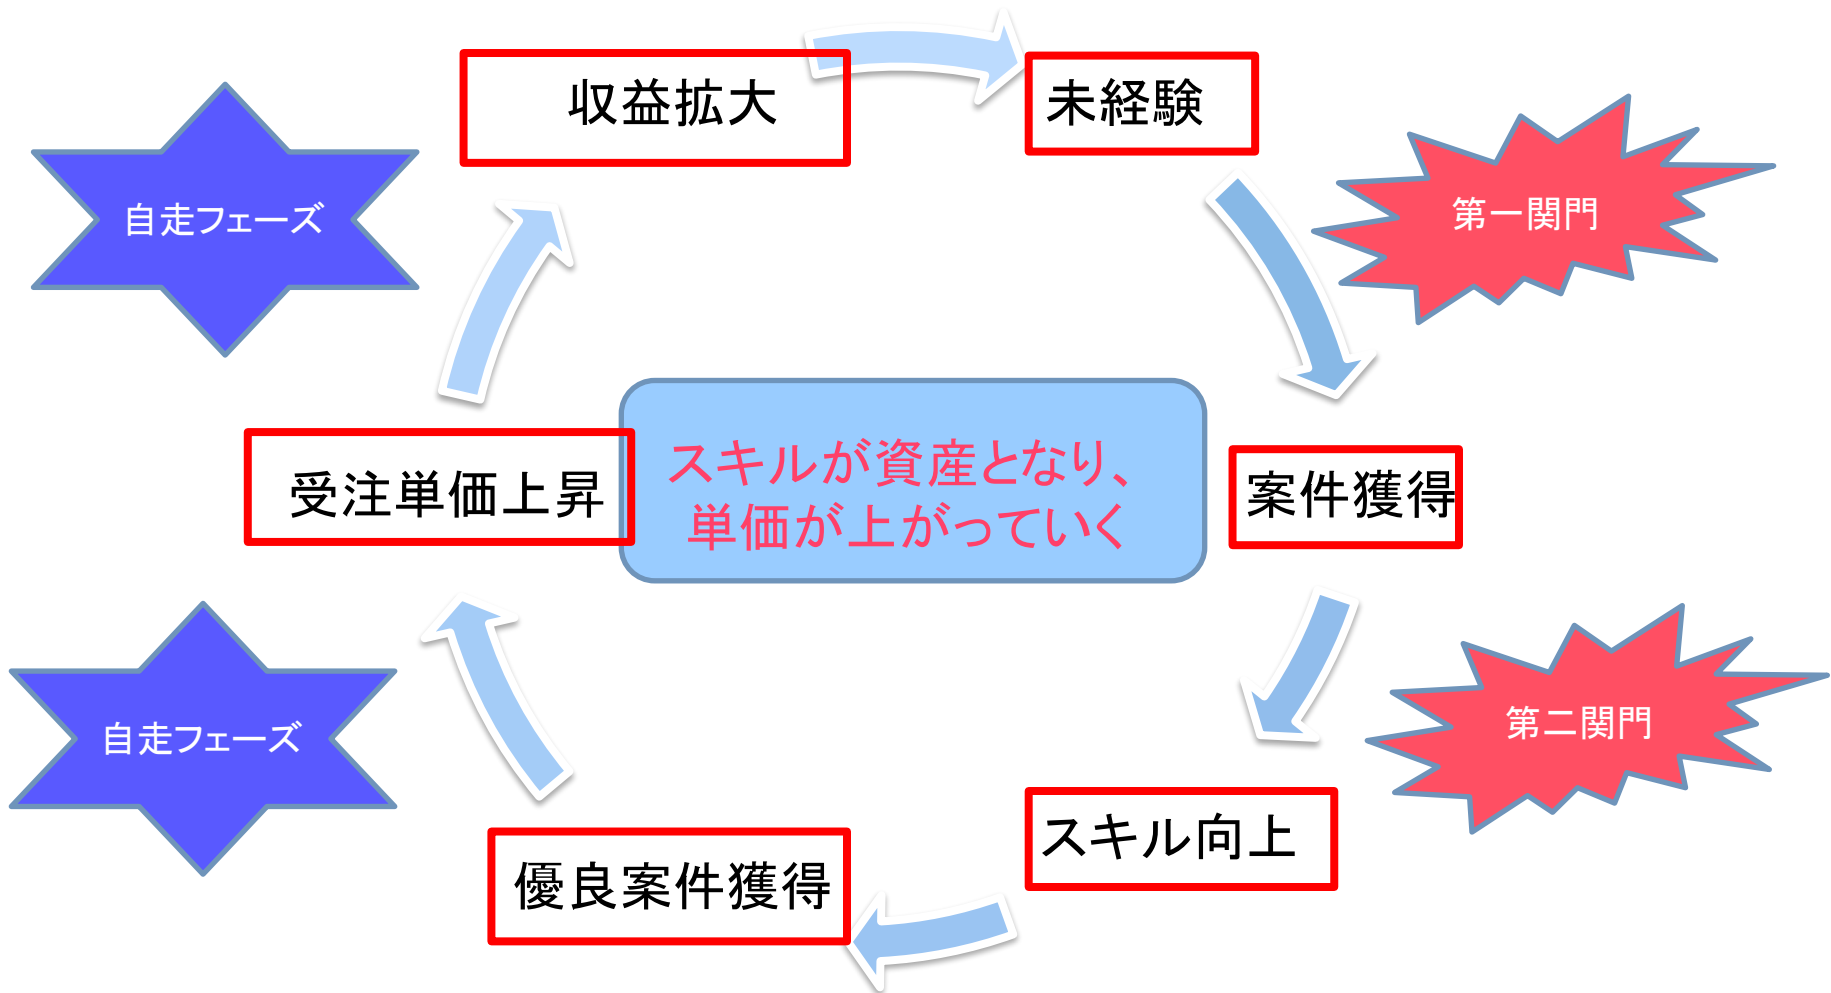 収益拡大
未経験
自走フェーズ
第一関門
受注単価上昇
スキルが資産となり、
単価が上がっていく
案件獲得
自走フェーズ
第二関門
優良案件獲得
スキル向上